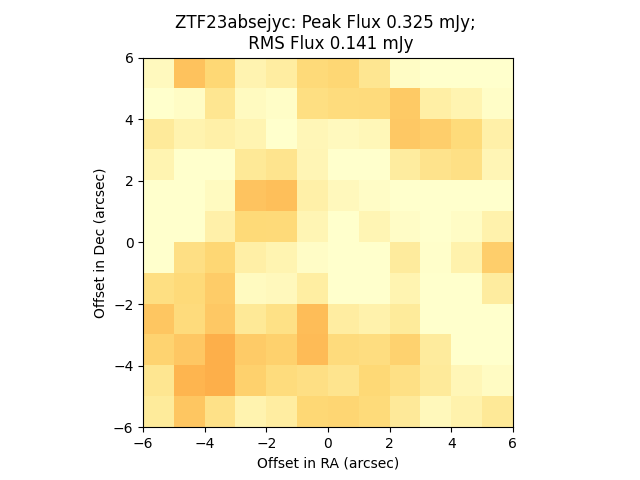 ZTF23absejyc: Peak Flux 0.325 mJy;
RMS Flux 0.141 mJy
6
4
2
0
−2
−4
−6
Offset in Dec (arcsec)
−6 −4 −2 0 2 4 6
Offset in RA (arcsec)